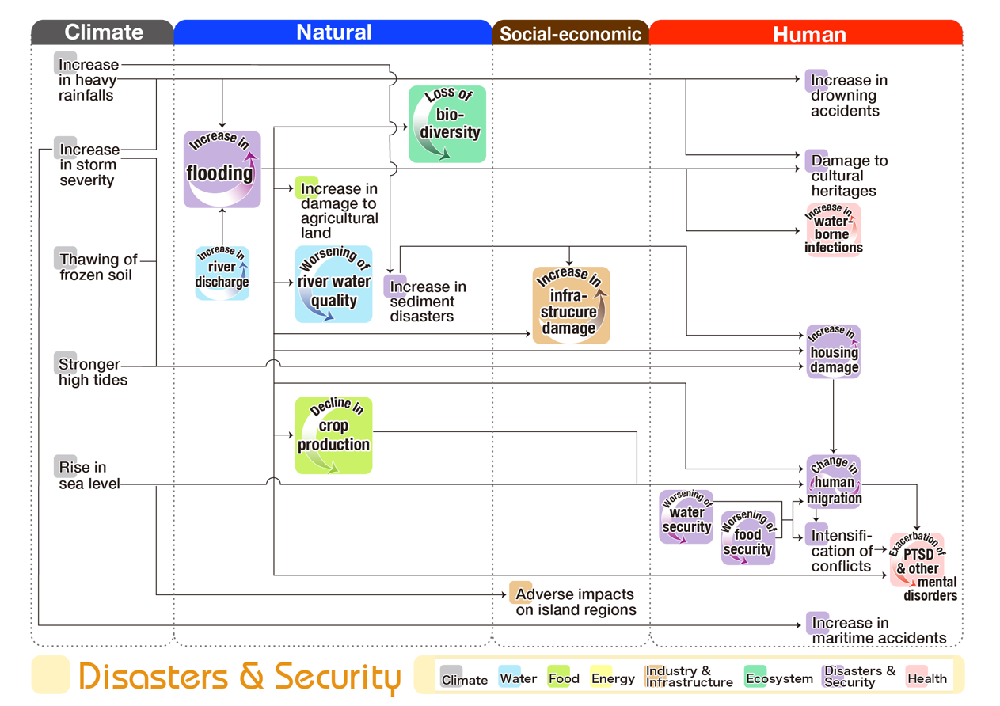 Climate
Natural
Social-economic
Human
Increase
in heavy
rainfalls
Increase
in storm
severity
Thawing of
frozen soil
Stronger
high tides
Rise in
sea level
Increase in
flooding
Increase in
river
discharge
Loss of
bio-
diversity
Increase in
damage to
agricultural
land
Worsening of
river water
quality
Increase in
sediment
disasters
Decline in
crop
production
Increase in
infra-
strucure
damage
Adverse impacts
on island regions
Increase in
drowning
accidents
Damage to
cultural
heritages
Increase in
water-
borne
infections
Increase in
housing
damage
Change in
human
migration
Worsening of
water
security
Worsening of
food
security
Intensifi-
cation of
conflicts
Exacerbation of
PTSD
& other
mental
disorders
Increase in
maritime accidents
Disasters & Security
Climate
Water
Food
Energy
Industry &
Infrastructure
Ecosystem
Disasters &
Security
Health